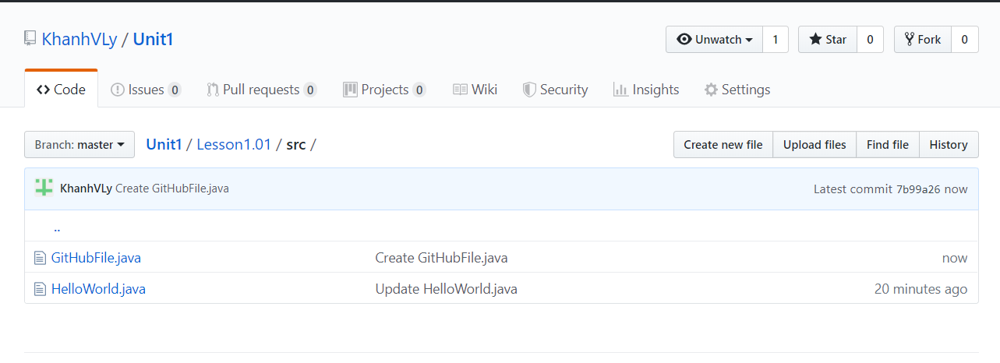 KhanhVLy / Unit1 Unwatch 1 Star 0 Fork 0
Code Issues 0 Pull requests 0 Projects 0 Wiki Security Insights Settings
Branch: master Unit1 / Lesson1.01 / src / Create new file Upload files Find file History
KhanhVLy Create GitHubFile.java Latest commit 7b99a26 now
..
GitHubFile.java Create GitHubFile.java now
HelloWorld.java Update HelloWorld.java 20 minutes ago